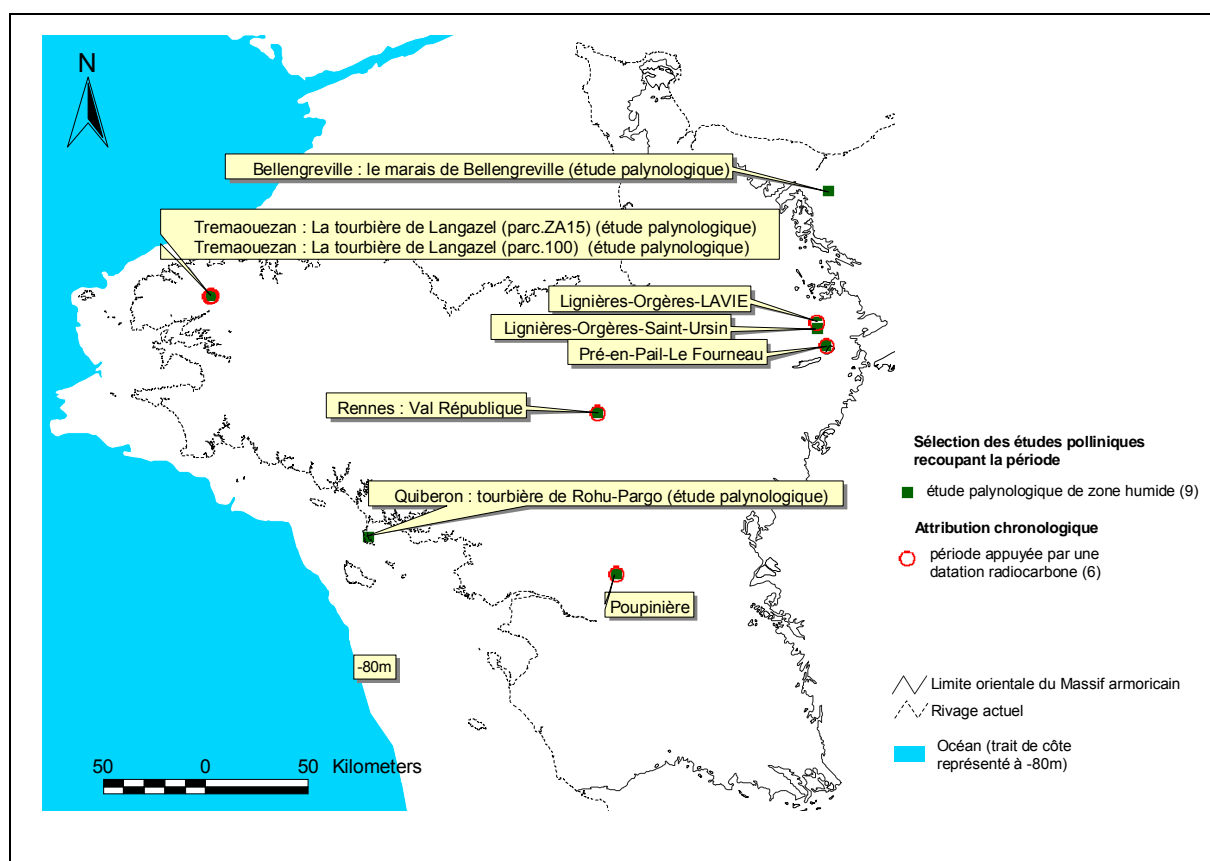 N
Bellengreville : le marais de Bellengreville (étude palynologique)
Tremaouezan : La tourbière de Langazel (parc.ZA15) (étude palynologique)
Tremaouezan : La tourbière de Langazel (parc.100) (étude palynologique)
Lignières-Orgères-LAVIE
Lignières-Orgères-Saint-Ursin
Pré-en-Pail-Le Fourneau
Rennes : Val République
Quiberon : tourbière de Rohu-Pargo (étude palynologique)
Poupinière
-80m
50 0 50 Kilometers
Sélection des études polliniques
recoupant la période
étude palynologique de zone humide (9)
Attribution chronologique
période appuyée par une
datation radiocarbone (6)
Limite orientale du Massif armoricain
Rivage actuel
Océan (trait de côte
représenté à -80m)